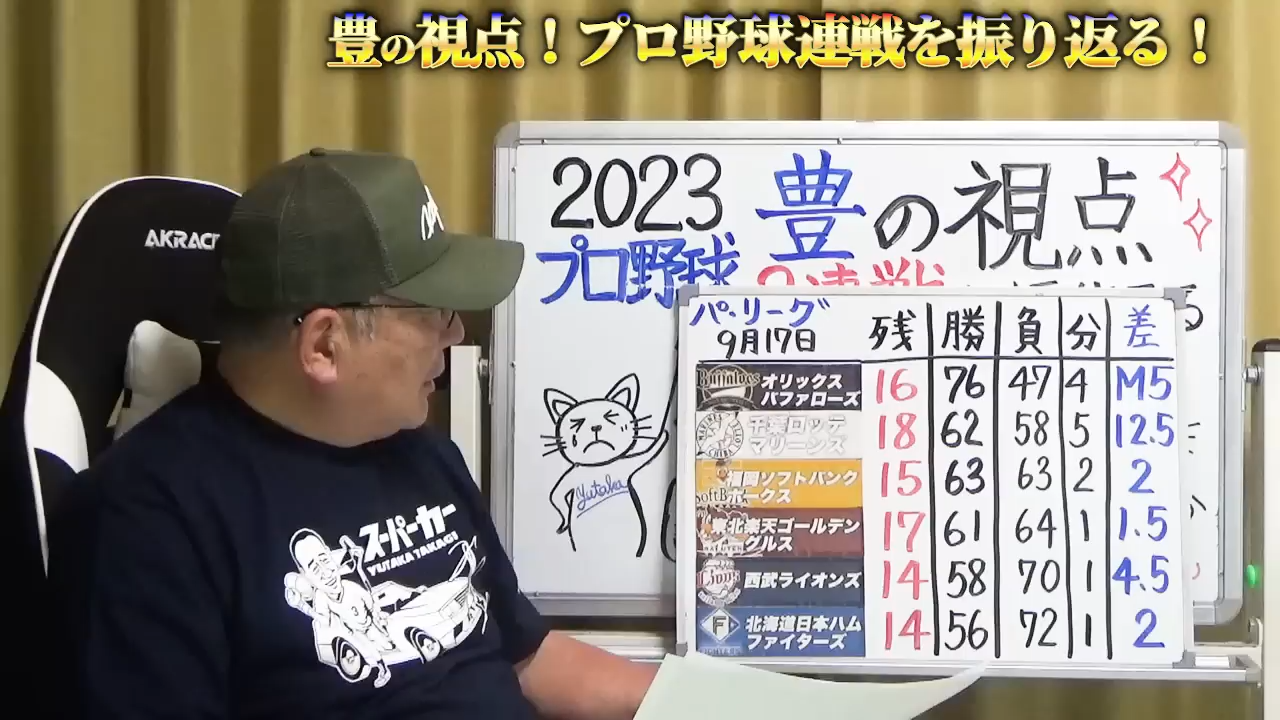 豊の視点！プロ野球連戦を振り返る！
2023 豊の視点
プロ野球
連戦
AKRAC
パ・リーグ
9月17日
残 勝 負 分 差
Buffaloes オリックス バファローズ 16 76 47 4 M5
千葉ロッテ マリーンズ 18 62 58 5 12.5
福岡ソフトバンク ホークス 15 63 63 2 2
東北楽天ゴールデン グルス 17 61 64 1 1.5
Lions 西武ライオンズ 14 58 70 1 4.5
F 北海道日本ハム ファイターズ 14 56 72 1 2
yutaka
スーパーカー
YUTAKA TAKAGI